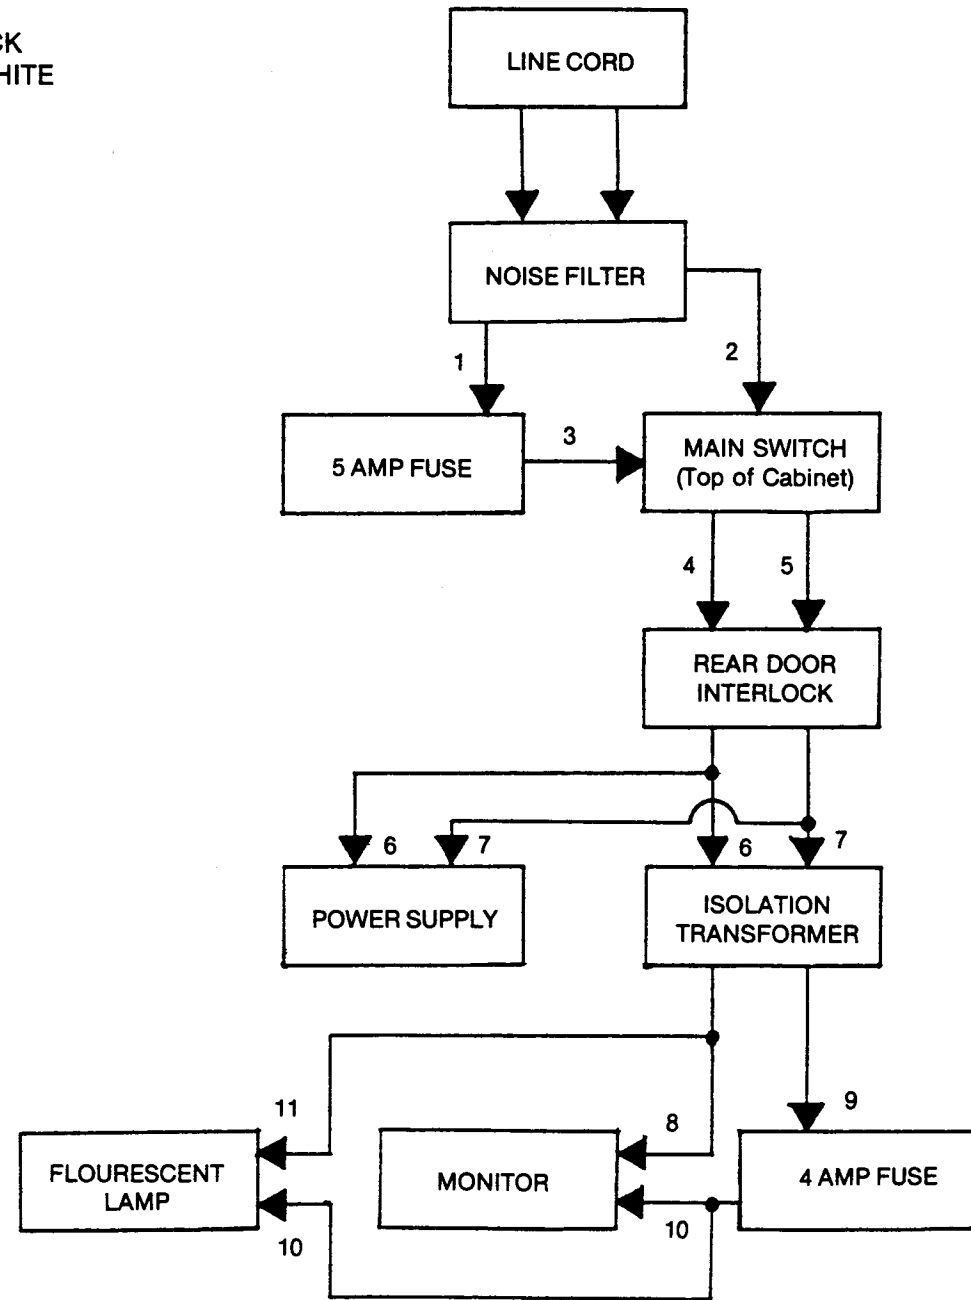 CK
HITE
LINE CORD
NOISE FILTER
1
2
5 AMP FUSE
3
MAIN SWITCH
(Top of Cabinet)
4
5
REAR DOOR
INTERLOCK
6
7
6
7
POWER SUPPLY
ISOLATION
TRANSFORMER
11
8
9
FLOURESCENT
LAMP
MONITOR
4 AMP FUSE
10
10